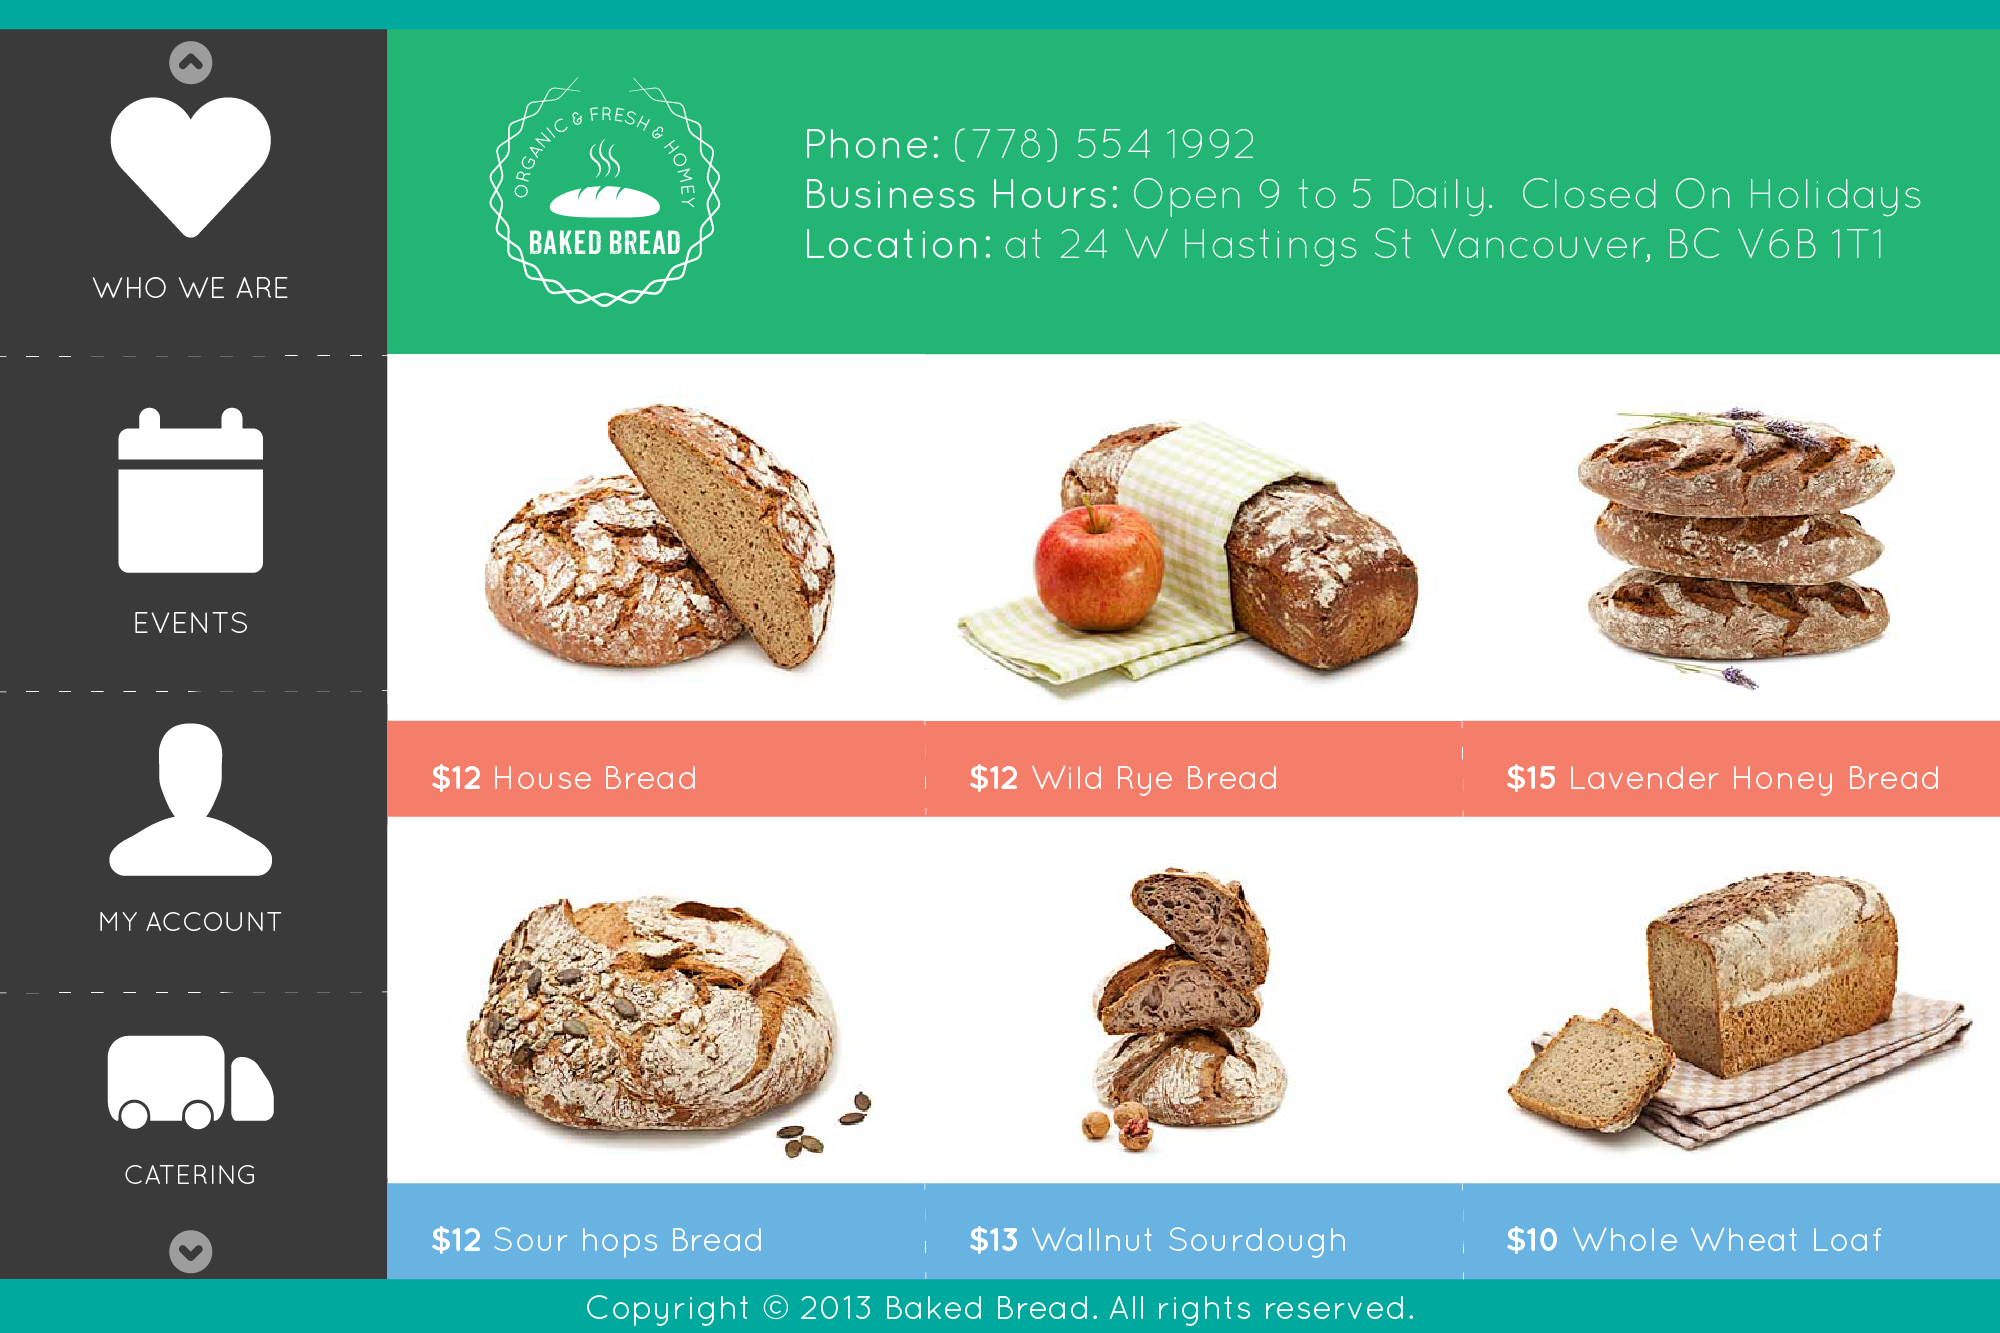 WHO WE ARE
EVENTS
MY ACCOUNT
CATERING
ORGANIC & FRESH & HOMEY
BAKED BREAD
Phone: (778) 554 1992
Business Hours: Open 9 to 5 Daily. Closed On Holidays
Location: at 24 W Hastings St Vancouver, BC V6B 1T1
$12 House Bread
$12 Wild Rye Bread
$15 Lavender Honey Bread
$12 Sour hops Bread
$13 Wallnut Sourdough
$10 Whole Wheat Loaf
Copyright © 2013 Baked Bread. All rights reserved.